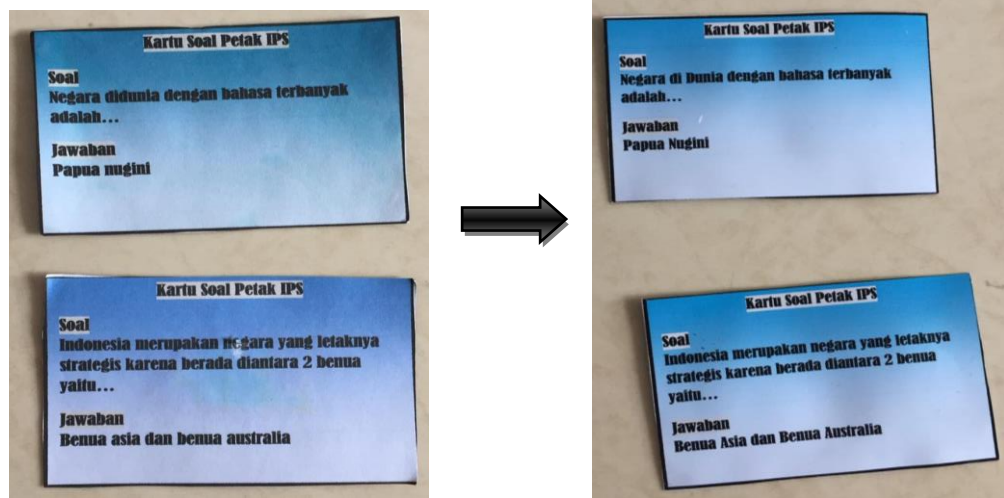 Kartu Soal Petak IPS
Soal
Negara didunia dengan bahasa terbanyak
adalah...
Jawaban
Papua nugini
Kartu Soal Petak IPS
Soal
Indonesia merupakan negara yang letaknya
strategis karena berada diantara 2 benua
yaitu...
Jawaban
Benua asia dan benua australia
Kartu Soal Petak IPS
Soal
Negara di Dunia dengan bahasa terbanyak
adalah...
Jawaban
Papua Nugini
Kartu Soal Petak IPS
Soal
Indonesia merupakan negara yang letaknya
strategis karena berada diantara 2 benua
yaitu...
Jawaban
Benua Asia dan Benua Australia